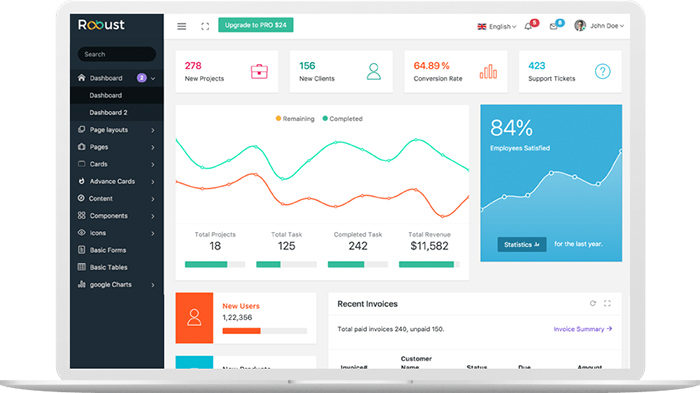 Robust
Upgrade to PRO $24
English
5
6
John Doe
Search
Dashboard 2
Dashboard
Dashboard 2
Page layouts
Pages
Cards
Advance Cards
Content
Components
Icons
Basic Forms
Basic Tables
google Charts
278
New Projects
156
New Clients
64.89 %
Conversion Rate
423
Support Tickets
Remaining Completed
Total Projects
18
Total Task
125
Completed Task
242
Total Revenue
$11,582
84%
Employees Satisfied
Statistics for the last year.
New Users
1,22,356
New Products
Recent Invoices
Total paid invoices 240, unpaid 150.
Invoice Summary
Invoice#
Customer
Name
Status
Due
Amount